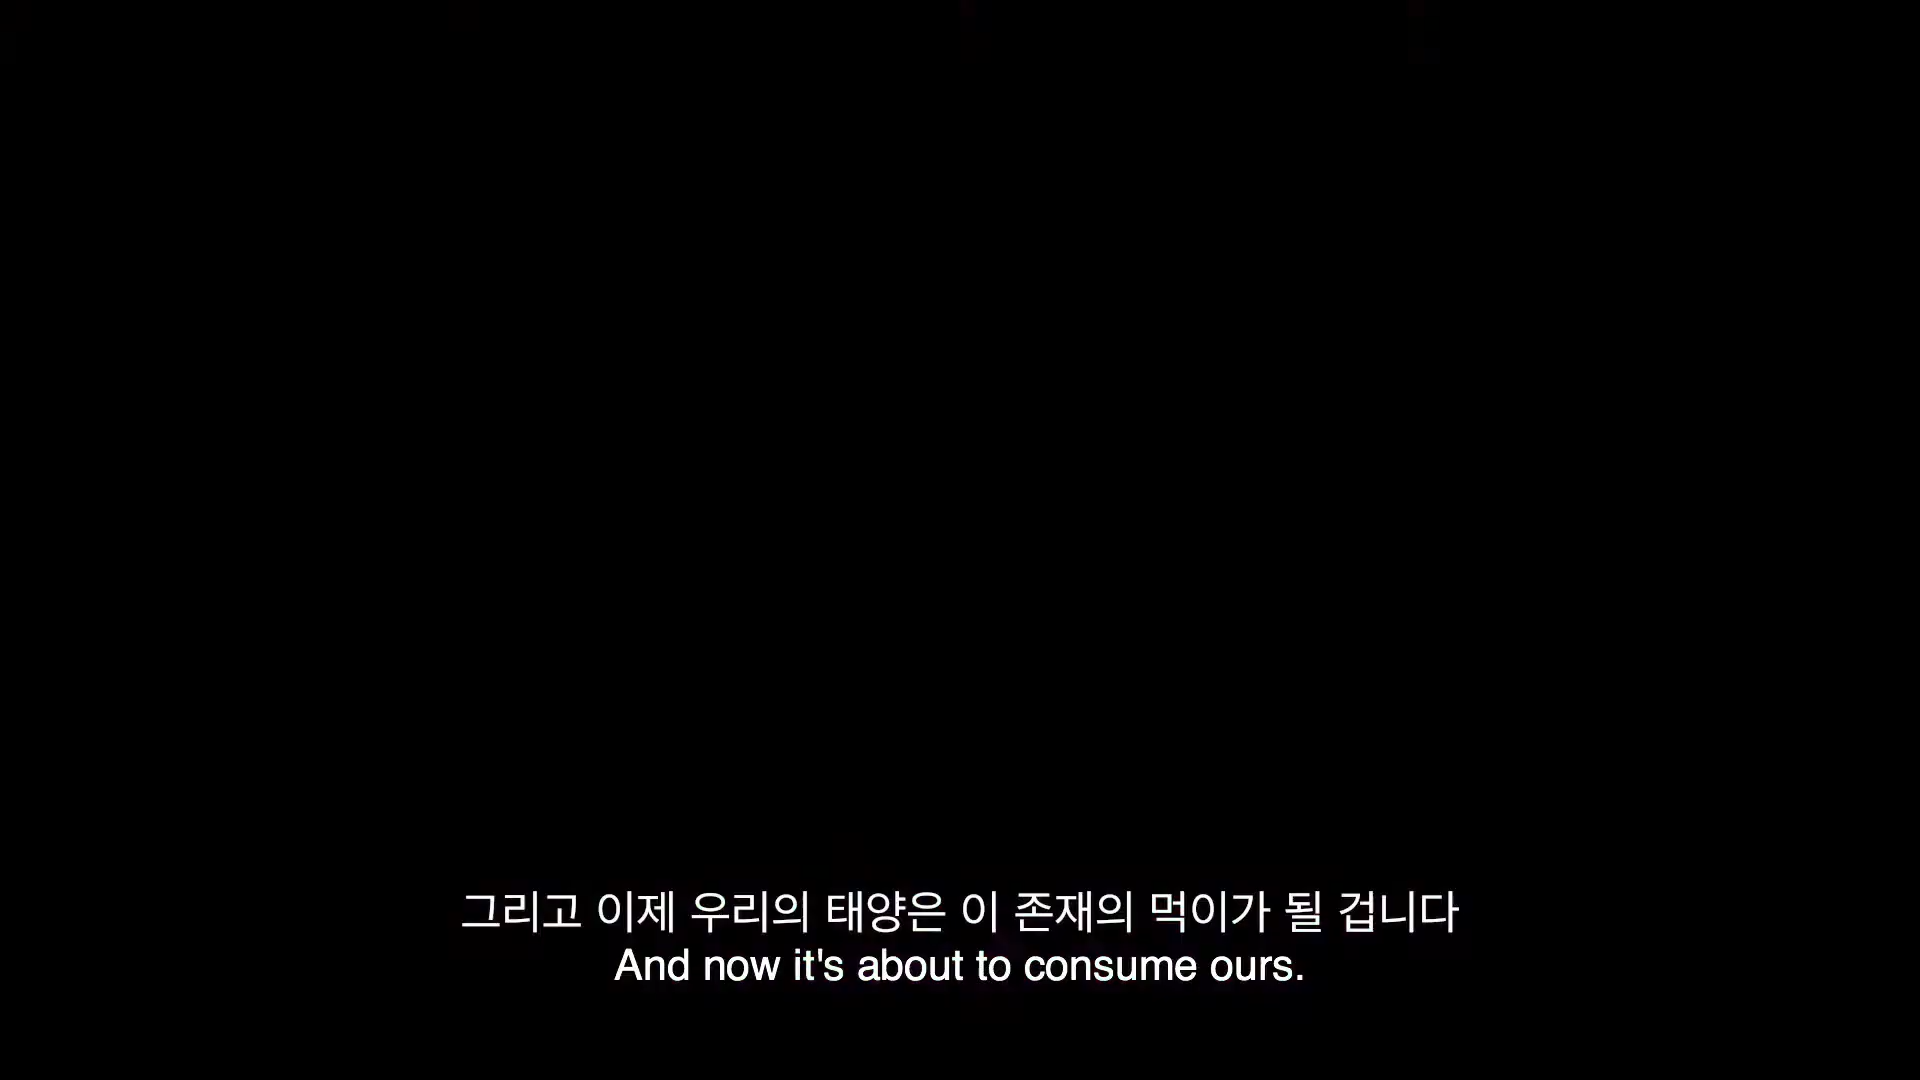 그리고 이제 우리의 태양은 이 존재의 먹이가 될 겁니다
And now it's about to consume ours.